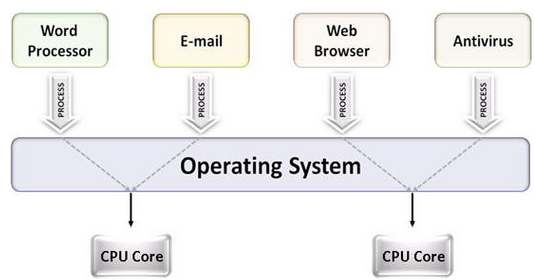 Word
Processor
E-mail
Web
Browser
Antivirus
PROCESS
PROCESS
PROCESS
PROCESS
Operating System
CPU Core
CPU Core